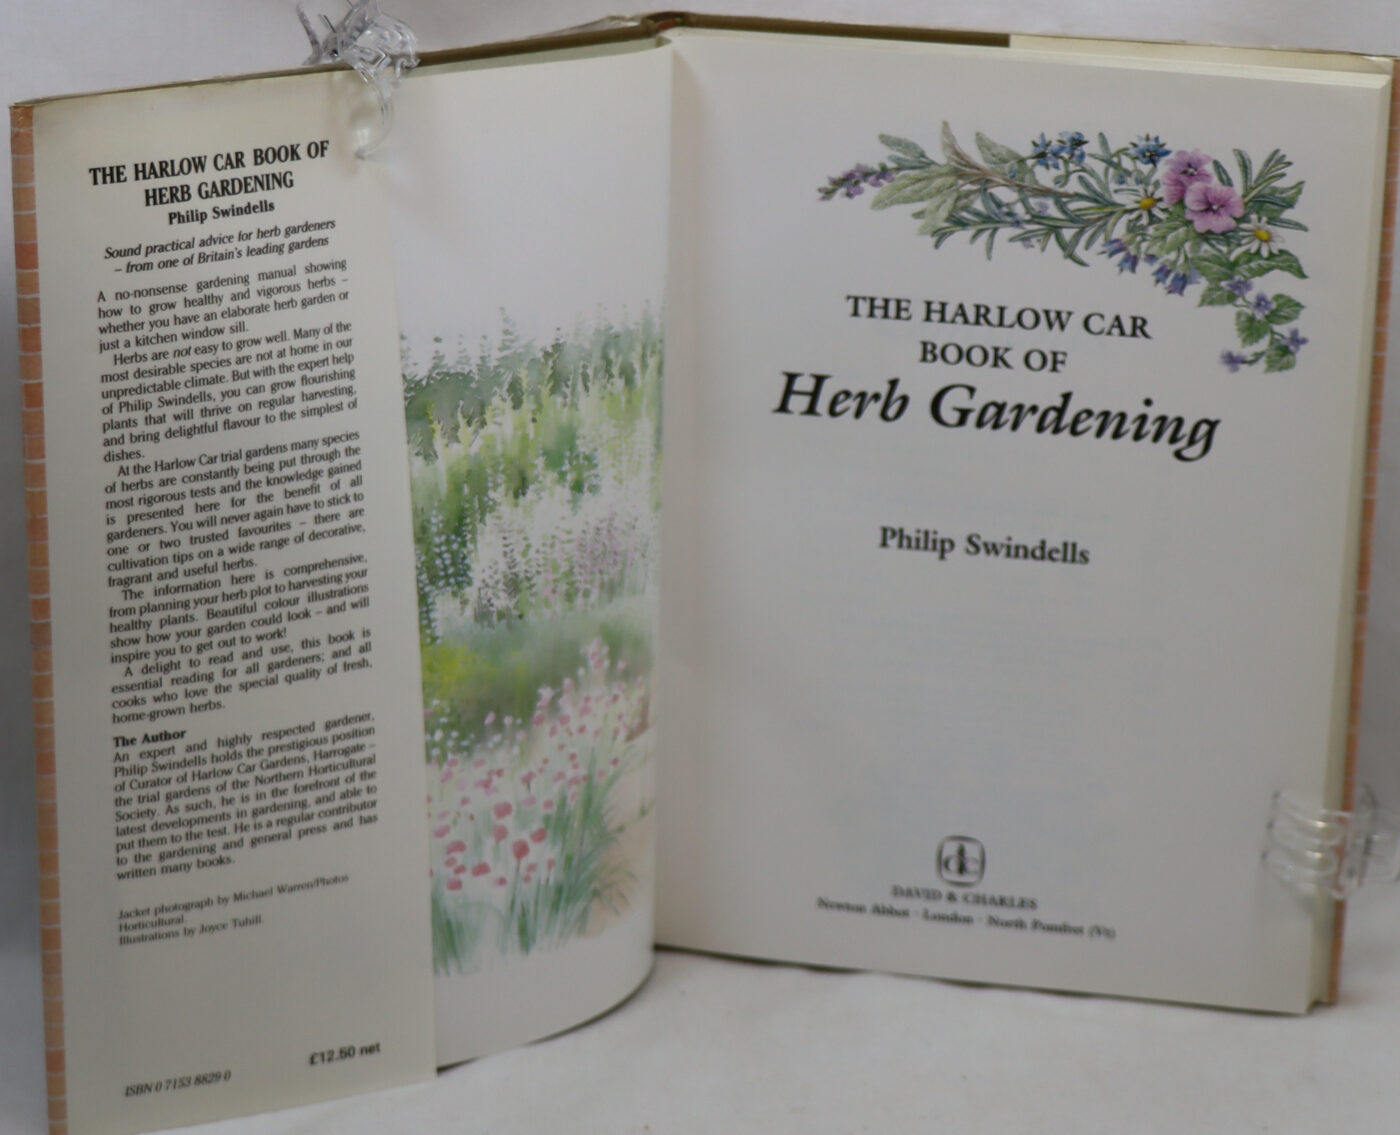 THE HARLOW CAR BOOK OF
HERB GARDENING
Philip Swindells
Sound practical advice for herb gardeners
– from one of Britain's leading gardens
A no-nonsense gardening manual showing
how to grow healthy and vigorous herbs –
whether you have an elaborate herb garden or
just a kitchen window sill.
Herbs are not easy to grow well. Many of the
most desirable species are not at home in our
unpredictable climate. But with the expert help
of Philip Swindells, you can grow flourishing
plants that will thrive on regular harvesting,
and bring delightful flavour to the simplest of
dishes.
At the Harlow Car trial gardens many species
of herbs are constantly being put through the
most rigorous tests and the knowledge gained
is presented here for the benefit of all
gardeners. You will never again have to stick to
one or two trusted favourites – there are
cultivation tips on a wide range of decorative,
fragrant and useful herbs.
The information here is comprehensive,
from planning your herb plot to harvesting your
healthy plants. Beautiful colour illustrations
show how your garden could look – and will
inspire you to get out to work!
A delight to read and use, this book is
essential reading for all gardeners; and all
cooks who love the special quality of fresh,
home-grown herbs.
The Author
An expert and highly respected gardener,
Philip Swindells holds the prestigious position
of Curator of Harlow Car Gardens, Harrogate –
the trial gardens of the Northern Horticultural
Society. As such, he is in the forefront of the
latest developments in gardening, and able to
put them to the test. He is a regular contributor
to the gardening and general press and has
written many books.
Jacket photograph by Michael Warren/Photos
Horticultural.
Illustrations by Joyce Tuhill.
£12.50 net
ISBN 0 7153 8829 0
THE HARLOW CAR
BOOK OF
Herb Gardening
Philip Swindells
dc
DAVID & CHARLES
Newton Abbot · London · North Pomfret (Vt)